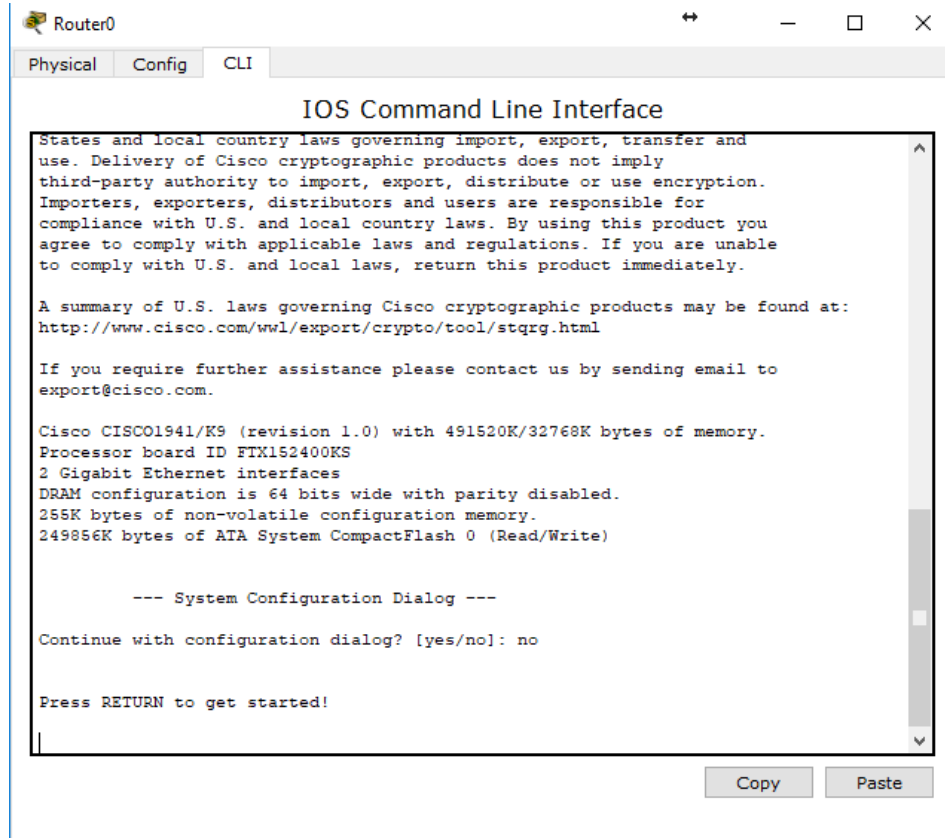 Router0
Physical Config CLI
IOS Command Line Interface
States and local country laws governing import, export, transfer and
use. Delivery of Cisco cryptographic products does not imply
third-party authority to import, export, distribute or use encryption.
Importers, exporters, distributors and users are responsible for
compliance with U.S. and local country laws. By using this product you
agree to comply with applicable laws and regulations. If you are unable
to comply with U.S. and local laws, return this product immediately.
A summary of U.S. laws governing Cisco cryptographic products may be found at:
http://www.cisco.com/wwl/export/crypto/tool/stqrg.html
If you require further assistance please contact us by sending email to
export@cisco.com.
Cisco CISCO1941/K9 (revision 1.0) with 491520K/32768K bytes of memory.
Processor board ID FTX152400KS
2 Gigabit Ethernet interfaces
DRAM configuration is 64 bits wide with parity disabled.
255K bytes of non-volatile configuration memory.
249856K bytes of ATA System CompactFlash 0 (Read/Write)
--- System Configuration Dialog ---
Continue with configuration dialog? [yes/no]: no
Press RETURN to get started!
Copy Paste